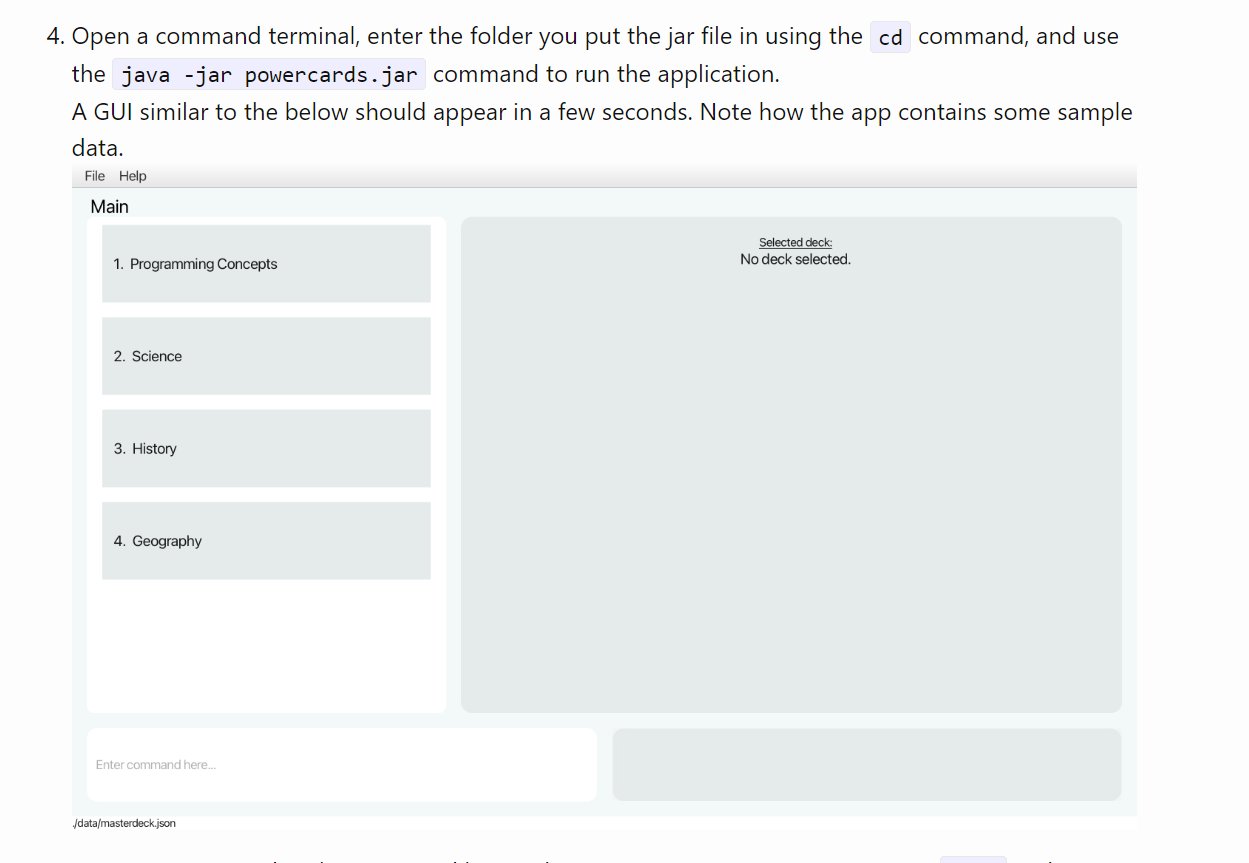 4. Open a command terminal, enter the folder you put the jar file in using the cd command, and use
the java -jar powercards.jar command to run the application.
A GUI similar to the below should appear in a few seconds. Note how the app contains some sample
data.
File Help
Main
Selected deck:
No deck selected.
1. Programming Concepts
2. Science
3. History
4. Geography
Enter command here...
./data/masterdeck.json